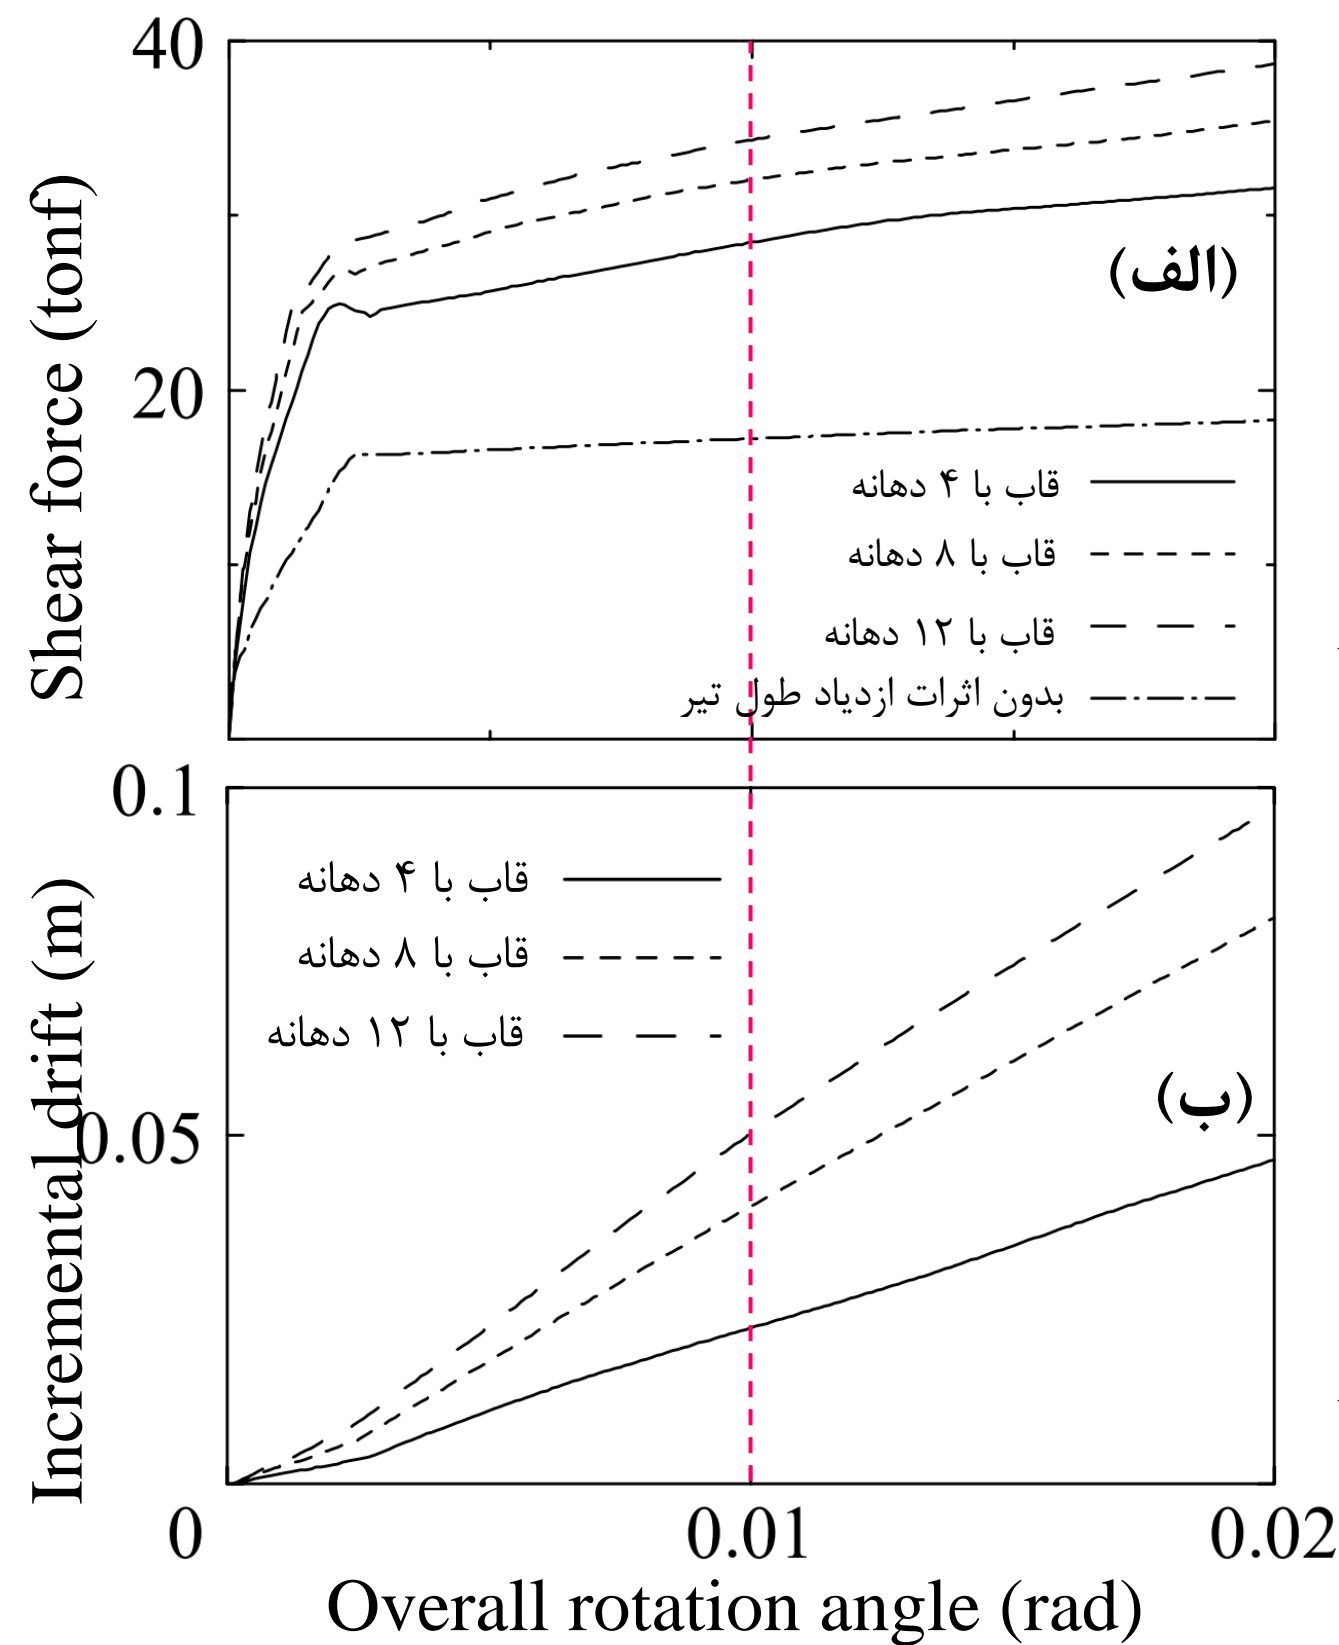 40
20
Shear force (tonf)
(الف)
قاب با ۴ دهانه
قاب با ۸ دهانه
قاب با ۱۲ دهانه
بدون اثرات ازدیاد طول تیر
0.1
0.05
Incremental drift (m)
قاب با ۴ دهانه
قاب با ۸ دهانه
قاب با ۱۲ دهانه
(ب)
0 0.01 0.02
Overall rotation angle (rad)